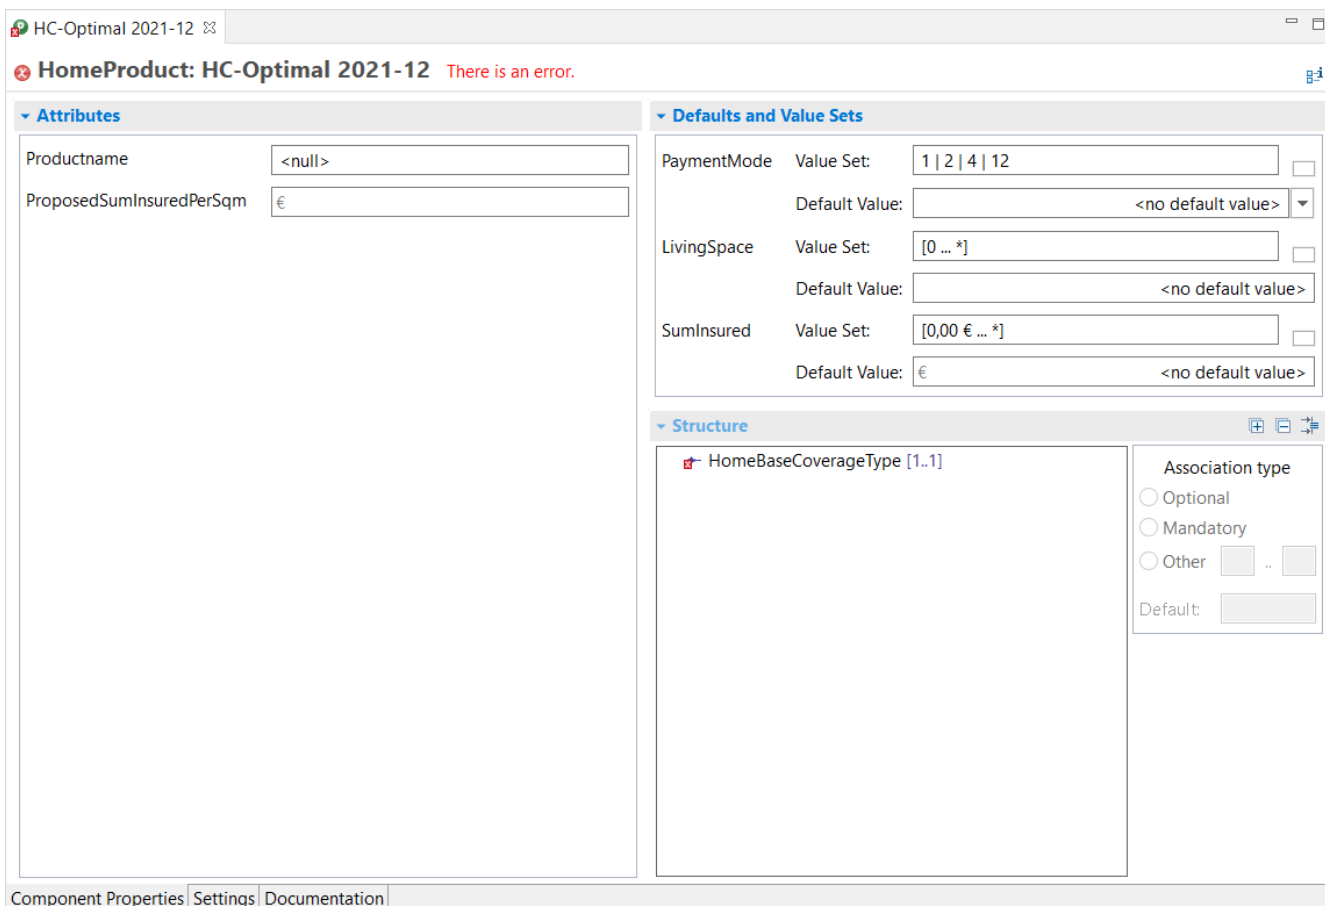 HC-Optimal 2021-12
HomeProduct: HC-Optimal 2021-12 There is an error.
Attributes
Productname <null>
ProposedSumInsuredPerSqm €
Defaults and Value Sets
PaymentMode Value Set: 1 | 2 | 4 | 12
Default Value: <no default value>
LivingSpace Value Set: [0 ... *]
Default Value: <no default value>
SumInsured Value Set: [0,00 € ... *]
Default Value: € <no default value>
Structure
HomeBaseCoverageType [1..1]
Association type
Optional
Mandatory
Other ..
Default:
Component Properties Settings Documentation